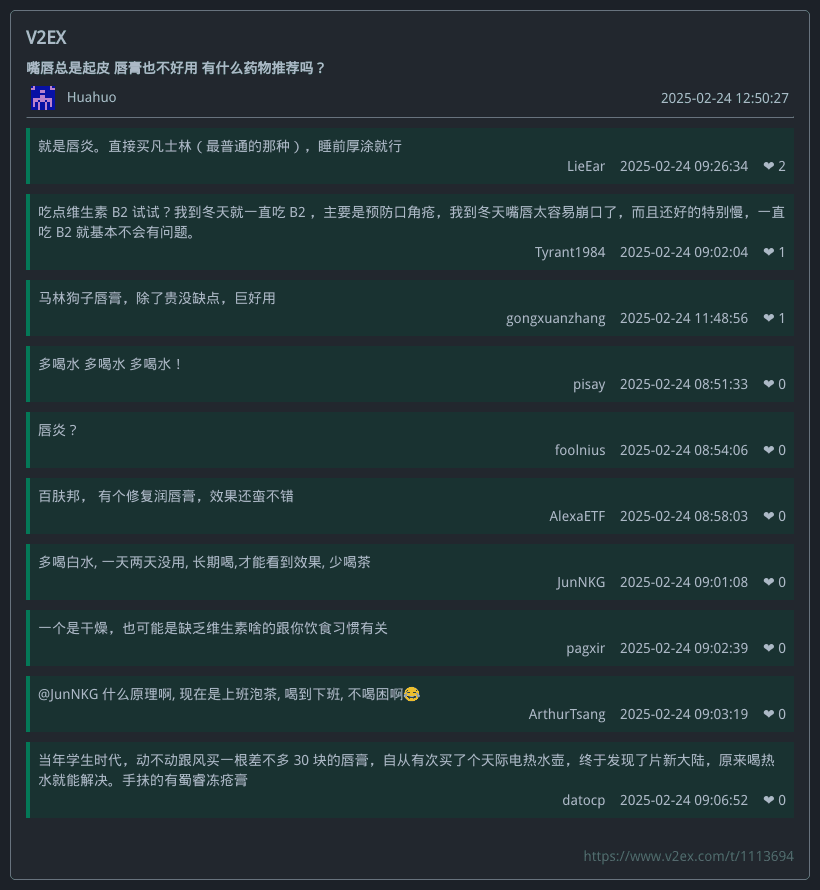 V2EX
嘴唇总是起皮 唇膏也不好用 有什么药物推荐吗？
Huahuo 2025-02-24 12:50:27
就是唇炎。直接买凡士林（最普通的那种），睡前厚涂就行
LieEar 2025-02-24 09:26:34 ❤ 2
吃点维生素 B2 试试？我到冬天就一直吃 B2 ，主要是预防口角疮，我到冬天嘴唇太容易崩口了，而且还好的特别慢，一直
吃 B2 就基本不会有问题。
Tyrant1984 2025-02-24 09:02:04 ❤ 1
马林狗子唇膏，除了贵没缺点，巨好用
gongxuanzhang 2025-02-24 11:48:56 ❤ 1
多喝水 多喝水 多喝水！
pisay 2025-02-24 08:51:33 ❤ 0
唇炎？
foolnius 2025-02-24 08:54:06 ❤ 0
百肤邦， 有个修复润唇膏，效果还蛮不错
AlexaETF 2025-02-24 08:58:03 ❤ 0
多喝白水, 一天两天没用, 长期喝,才能看到效果, 少喝茶
JunNKG 2025-02-24 09:01:08 ❤ 0
一个是干燥，也可能是缺乏维生素啥的跟你饮食习惯有关
pagxir 2025-02-24 09:02:39 ❤ 0
@JunNKG 什么原理啊, 现在是上班泡茶, 喝到下班, 不喝困啊😂
ArthurTsang 2025-02-24 09:03:19 ❤ 0
当年学生时代，动不动跟风买一根差不多 30 块的唇膏，自从有次买了个天际电热水壶，终于发现了片新大陆，原来喝热
水就能解决。手抹的有蜀睿冻疮膏
datocp 2025-02-24 09:06:52 ❤ 0
https://www.v2ex.com/t/1113694